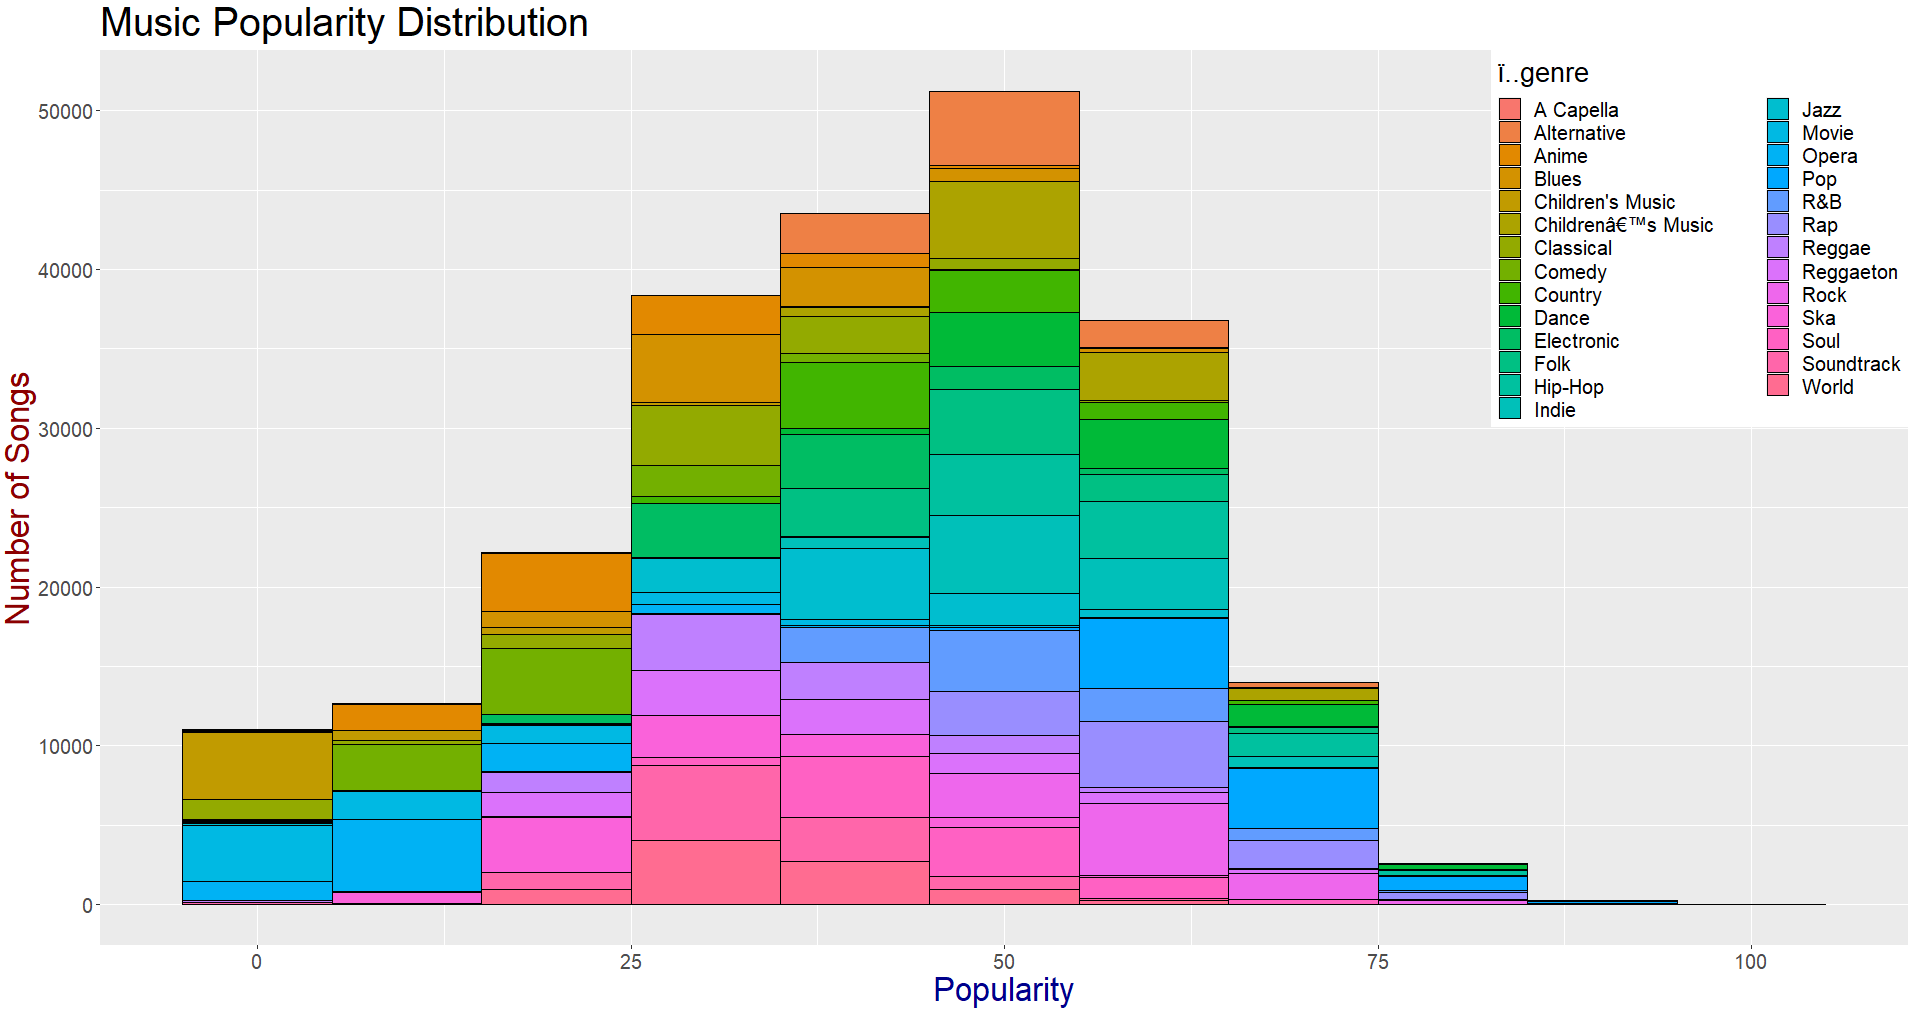 Music Popularity Distribution
ï..genre
A Capella
Alternative
Anime
Blues
Children's Music
Childrenâ€™s Music
Classical
Comedy
Country
Dance
Electronic
Folk
Hip-Hop
Indie
Jazz
Movie
Opera
Pop
R&B
Rap
Reggae
Reggaeton
Rock
Ska
Soul
Soundtrack
World
Number of Songs
50000
40000
30000
20000
10000
0
0 25 50 75 100
Popularity